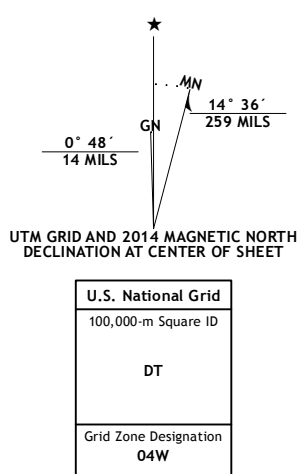 ★
MN
GN
14° 36´
259 MILS
0° 48´
14 MILS
UTM GRID AND 2014 MAGNETIC NORTH
DECLINATION AT CENTER OF SHEET
U.S. National Grid
100,000-m Square ID
DT
Grid Zone Designation
04W